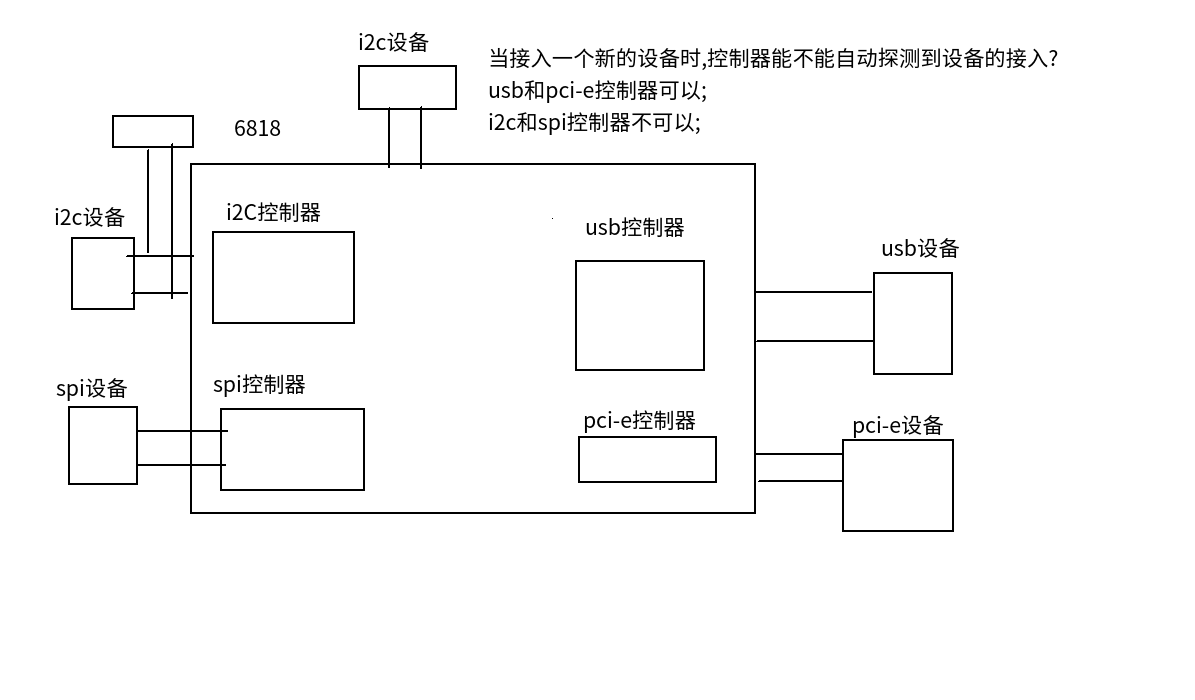 i2c设备
当接入一个新的设备时,控制器能不能自动探测到设备的接入?
usb和pci-e控制器可以;
i2c和spi控制器不可以;
6818
i2c设备
i2C控制器
usb控制器
usb设备
spi设备
spi控制器
pci-e控制器
pci-e设备